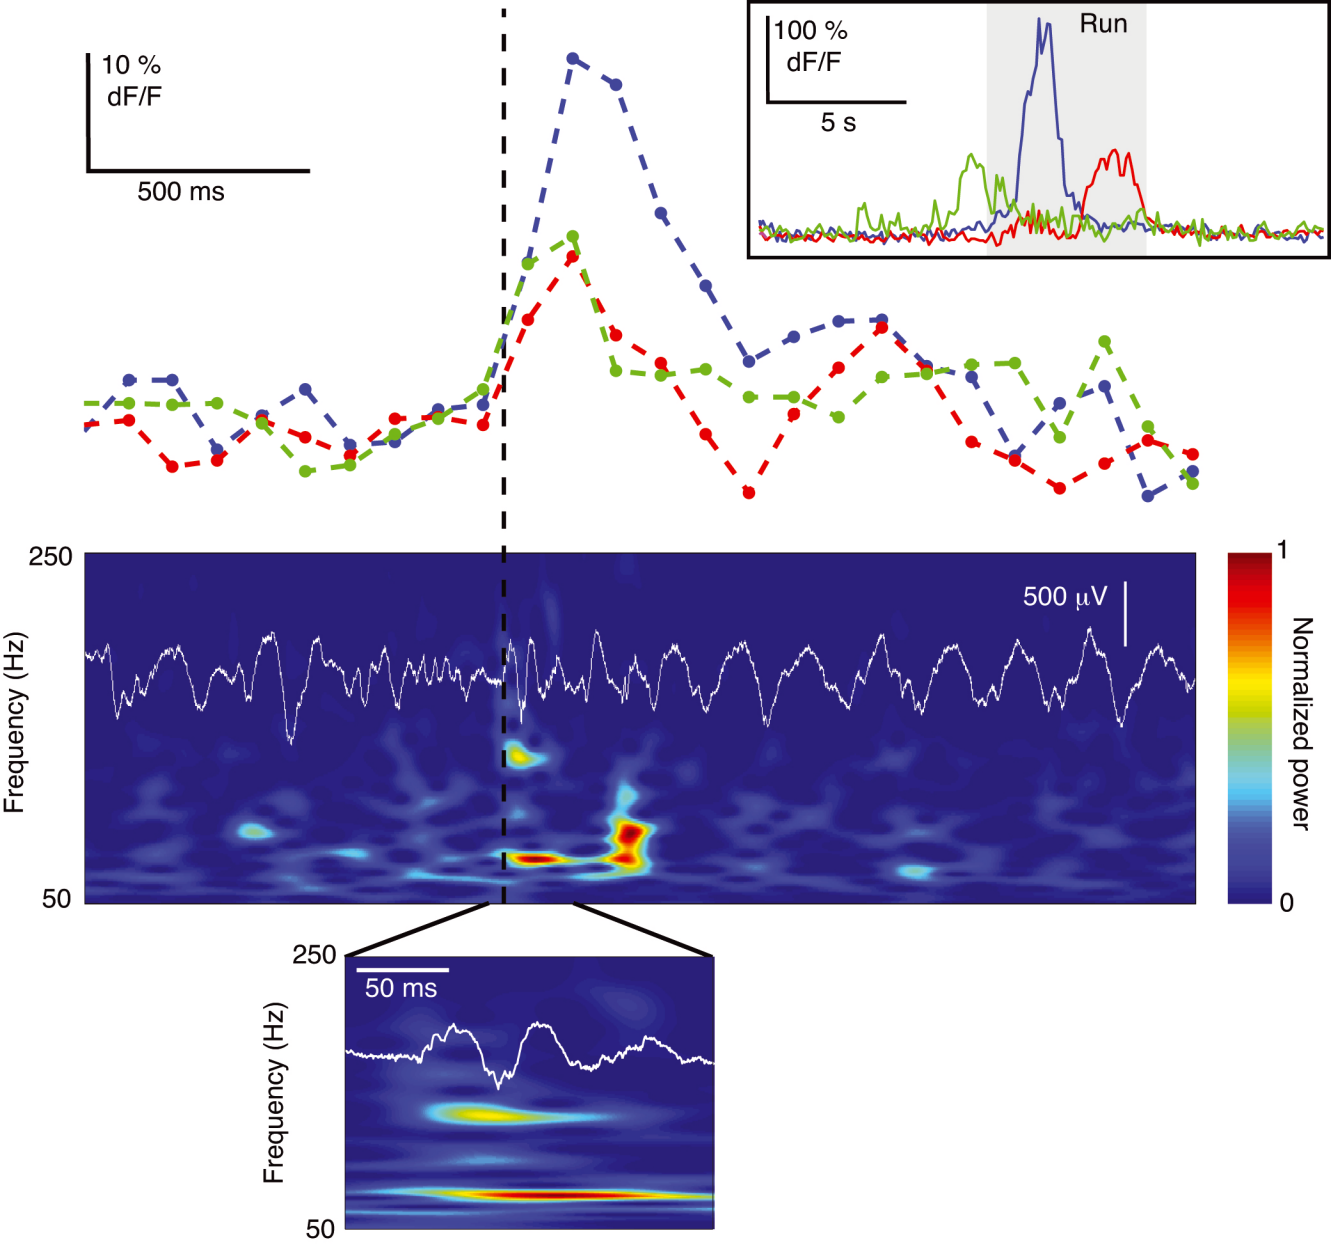 10 %
dF/F
500 ms
100 %
dF/F
5 s
Run
250
Frequency (Hz)
50
500 μV
1
Normalized power
0
250
50 ms
Frequency (Hz)
50